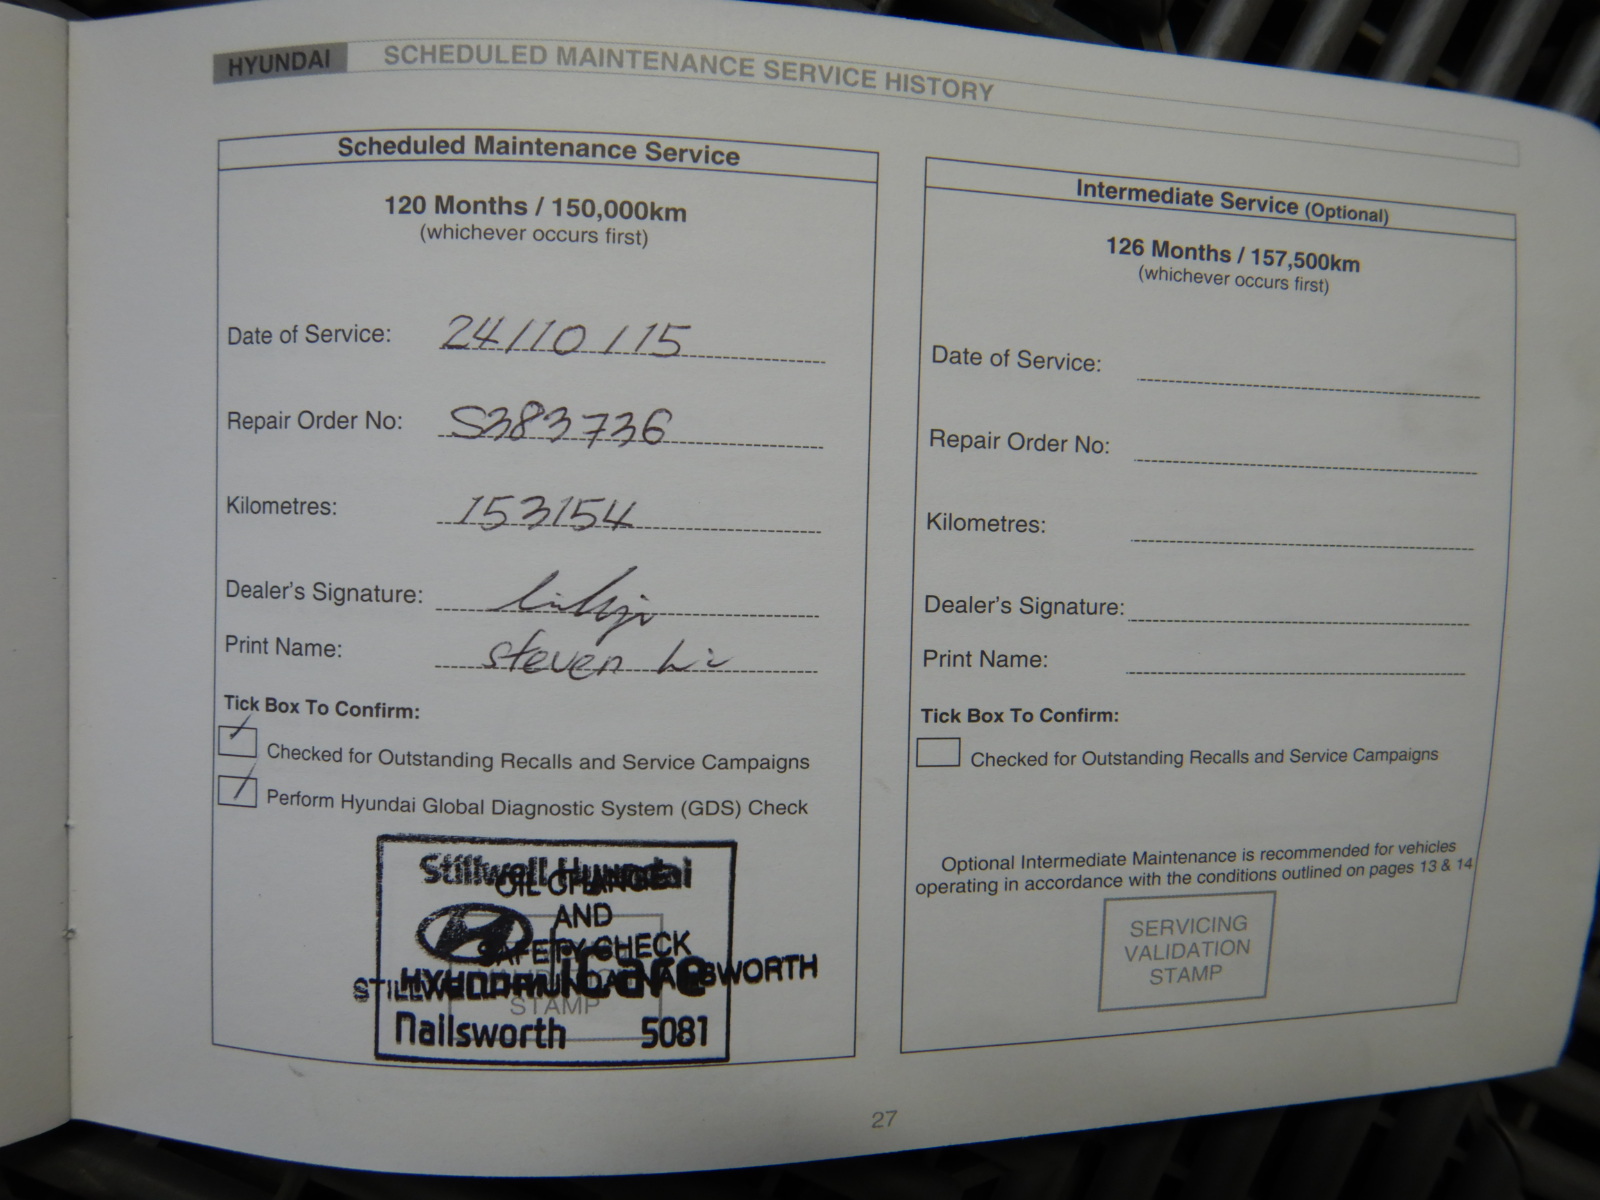 HYUNDAI
SCHEDULED MAINTENANCE SERVICE HISTORY
Scheduled Maintenance Service
120 Months / 150,000km
(whichever occurs first)
Date of Service: 24/10/15
Repair Order No: S383736
Kilometres: 153154
Dealer's Signature:
Print Name: Steven Li
Tick Box To Confirm:
Checked for Outstanding Recalls and Service Campaigns
Perform Hyundai Global Diagnostic System (GDS) Check
Stillwell Hyundai
OIL CHANGE
AND
SAFETY CHECK
iCare
STILLWELL HYUNDAI NAILSWORTH
STAMP
Nailsworth 5081
Intermediate Service (Optional)
126 Months / 157,500km
(whichever occurs first)
Date of Service:
Repair Order No:
Kilometres:
Dealer's Signature:
Print Name:
Tick Box To Confirm:
Checked for Outstanding Recalls and Service Campaigns
Optional Intermediate Maintenance is recommended for vehicles
operating in accordance with the conditions outlined on pages 13 & 14
SERVICING
VALIDATION
STAMP
27